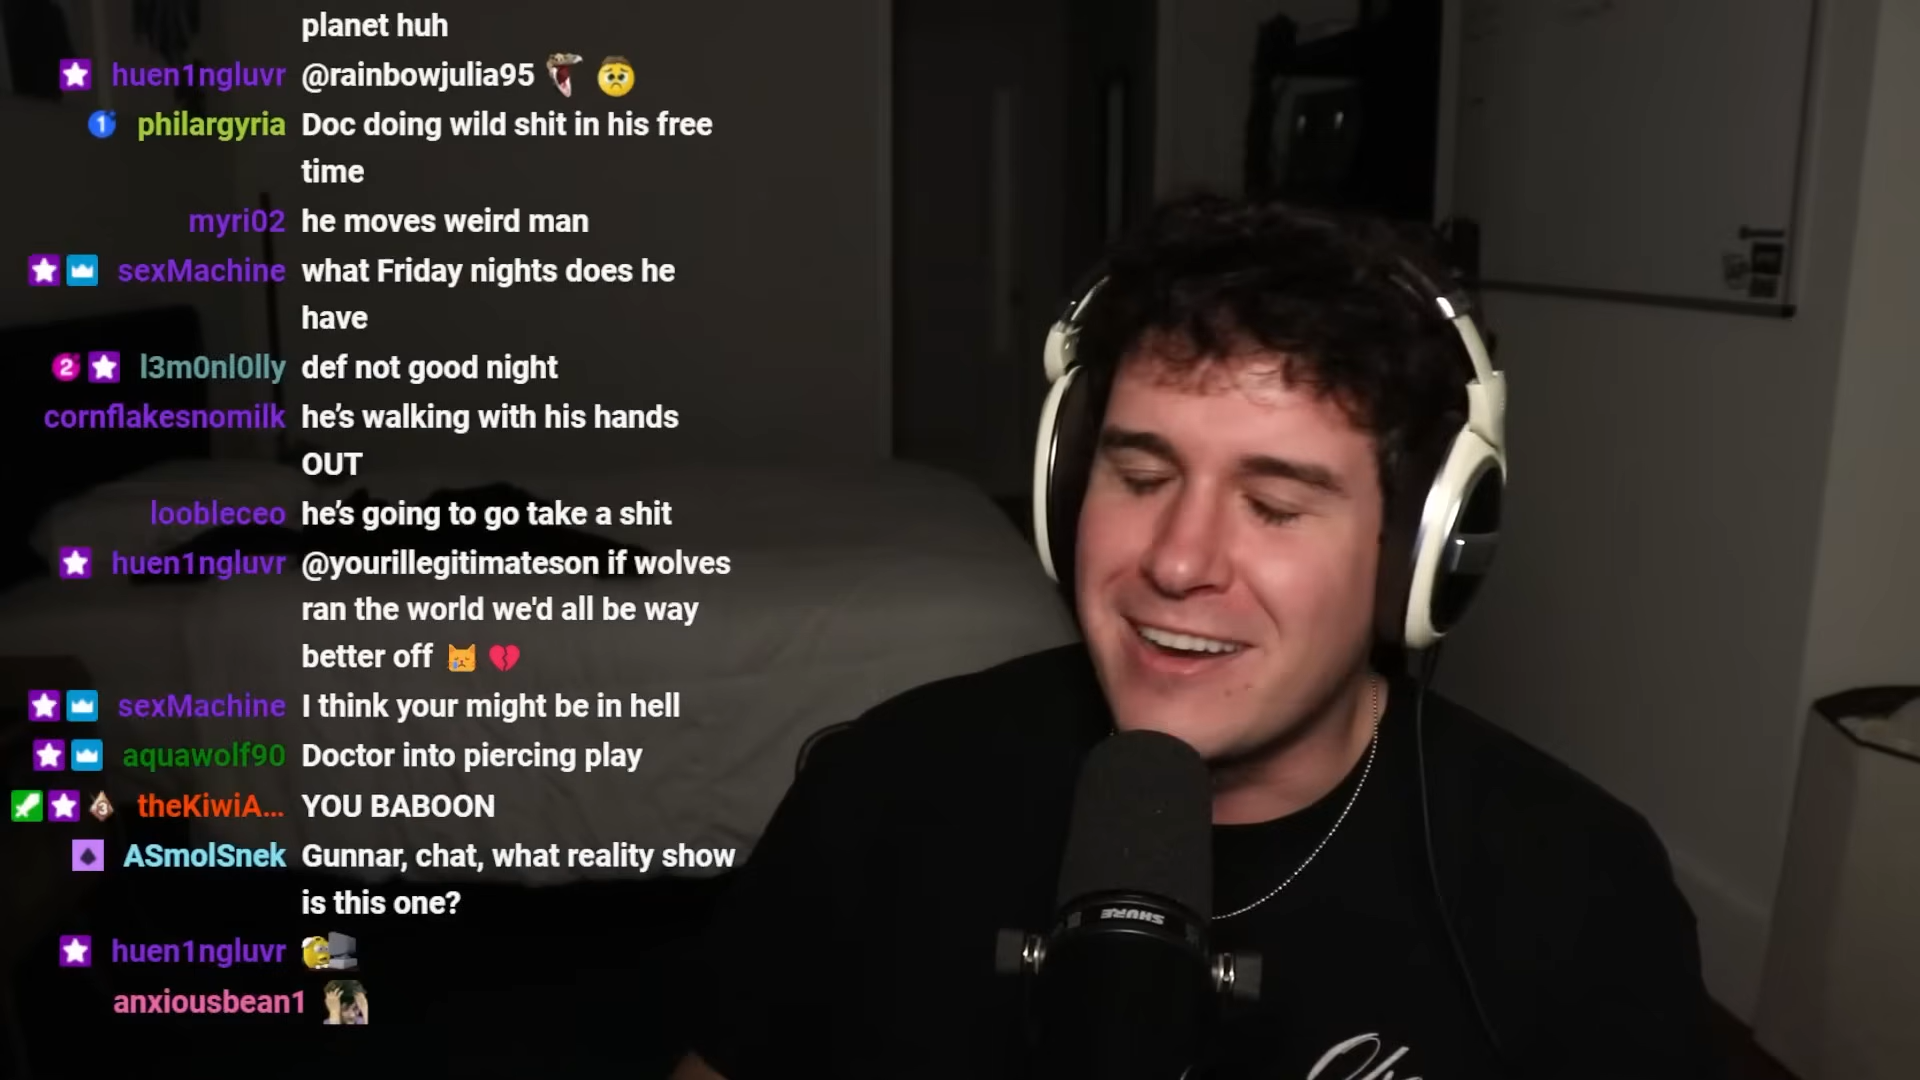 planet huh
huen1ngluvr @rainbowjulia95
1 philargyria Doc doing wild shit in his free
time
myri02 he moves weird man
sexMachine what Friday nights does he
have
2 l3m0nl0lly def not good night
cornflakesnomilk he's walking with his hands
OUT
loobleceo he's going to go take a shit
huen1ngluvr @yourillegitimateson if wolves
ran the world we'd all be way
better off
sexMachine I think your might be in hell
aquawolf90 Doctor into piercing play
3 theKiwiA... YOU BABOON
ASmolSnek Gunnar, chat, what reality show
is this one?
huen1ngluvr
anxiousbean1
SHURE